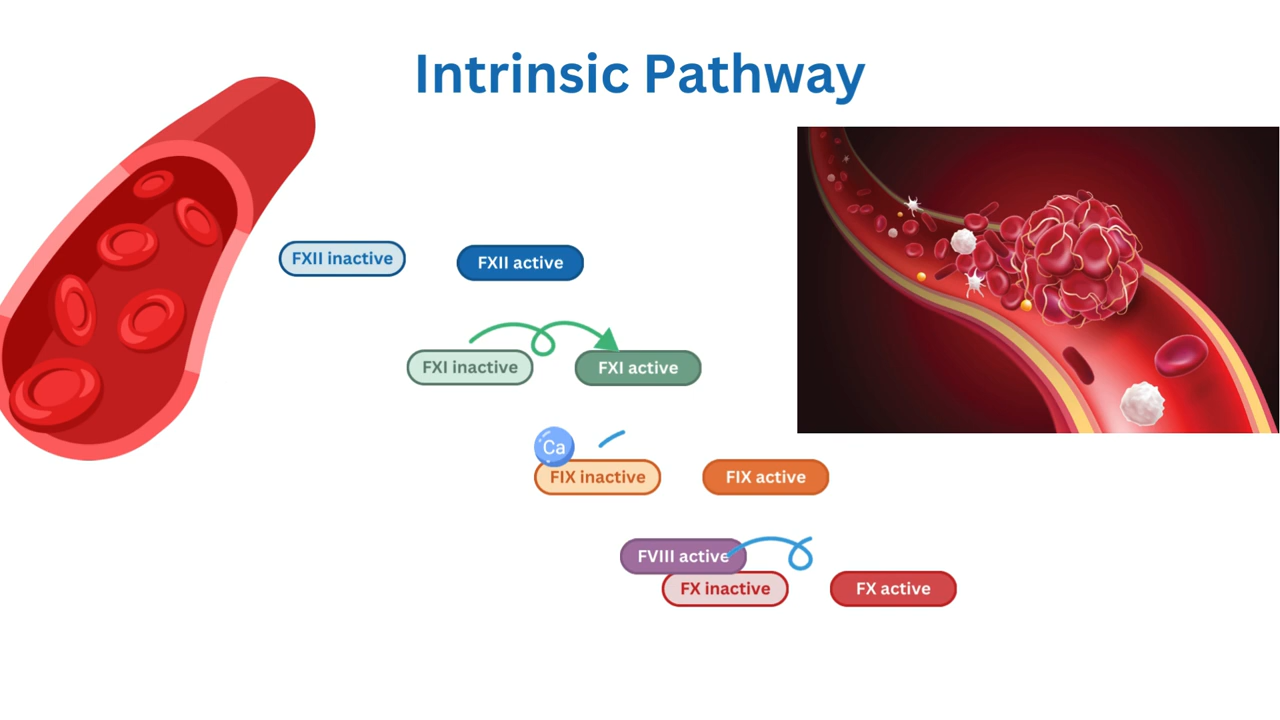 Intrinsic Pathway
FXII inactive
FXII active
FXI inactive
FXI active
Ca
FIX inactive
FIX active
FVIII active
FX inactive
FX active